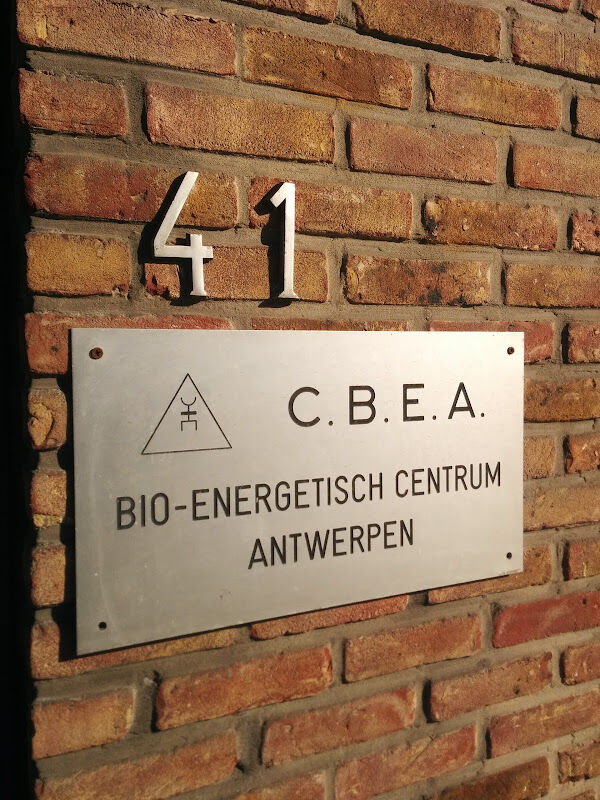 41
C.B.E.A.
BIO-ENERGETISCH CENTRUM
ANTWERPEN